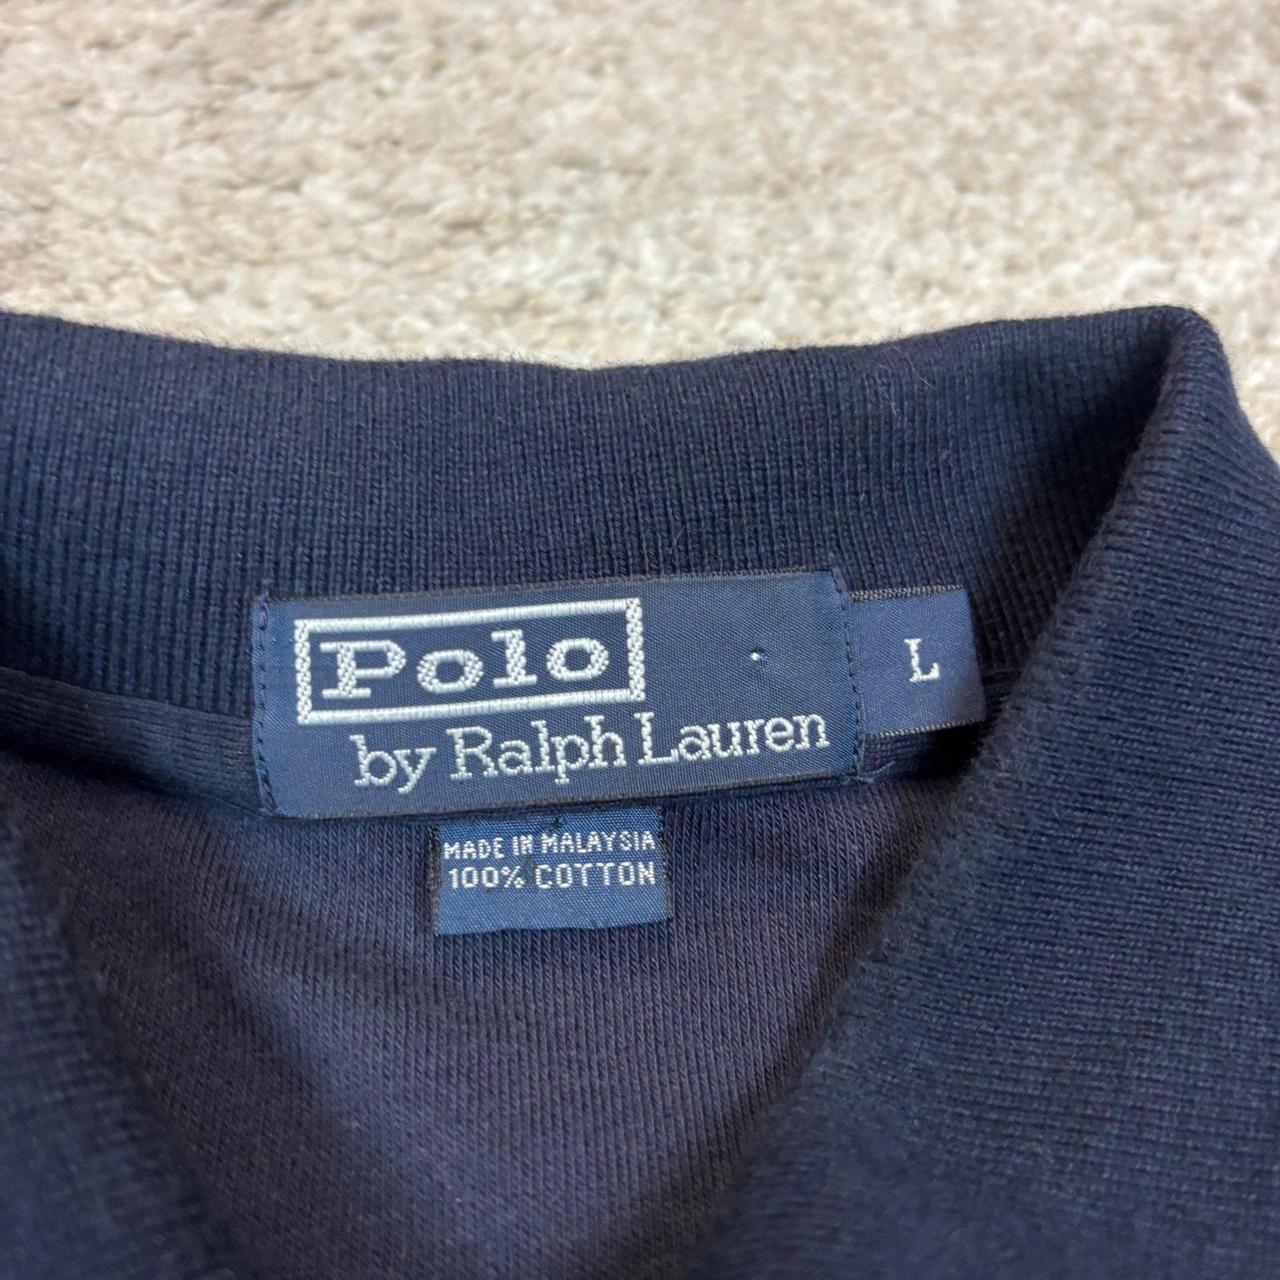 Polo
by Ralph Lauren
L
MADE IN MALAYSIA
100% COTTON